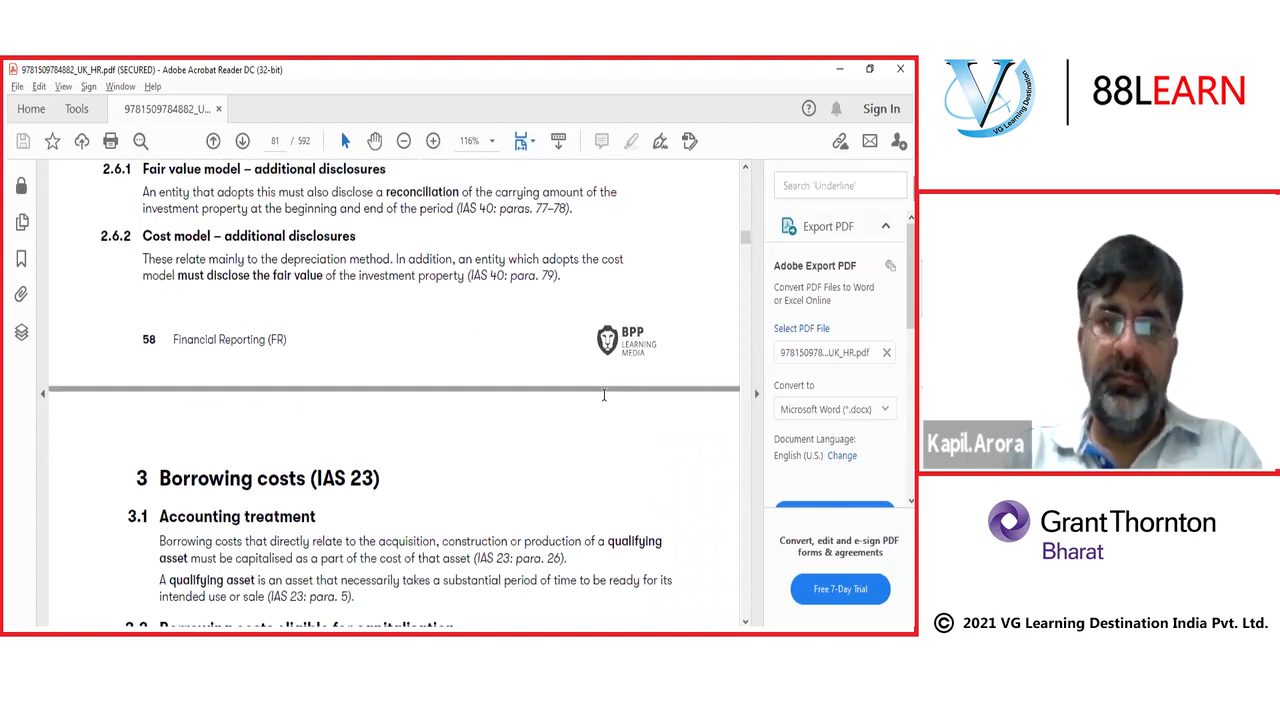 9781509784882_UK_HR.pdf (SECURED) - Adobe Acrobat Reader DC (32-bit)
File Edit View Sign Window Help
Home Tools 9781509784882_U... × Sign In
81 / 592 116%
2.6.1 Fair value model – additional disclosures
An entity that adopts this must also disclose a reconciliation of the carrying amount of the
investment property at the beginning and end of the period (IAS 40: paras. 77–78).
2.6.2 Cost model – additional disclosures
These relate mainly to the depreciation method. In addition, an entity which adopts the cost
model must disclose the fair value of the investment property (IAS 40: para. 79).
58 Financial Reporting (FR)
BPP
LEARNING
MEDIA
3 Borrowing costs (IAS 23)
3.1 Accounting treatment
Borrowing costs that directly relate to the acquisition, construction or production of a qualifying
asset must be capitalised as a part of the cost of that asset (IAS 23: para. 26).
A qualifying asset is an asset that necessarily takes a substantial period of time to be ready for its
intended use or sale (IAS 23: para. 5).
Search 'Underline'
Export PDF
Adobe Export PDF
Convert PDF Files to Word
or Excel Online
Select PDF File
978150978...UK_HR.pdf
Convert to
Microsoft Word (*.docx)
Document Language:
English (U.S.) Change
Convert, edit and e-sign PDF
forms & agreements
Free 7-Day Trial
V
VG Learning Destination
88LEARN
Kapil.Arora
Grant Thornton
Bharat
© 2021 VG Learning Destination India Pvt. Ltd.